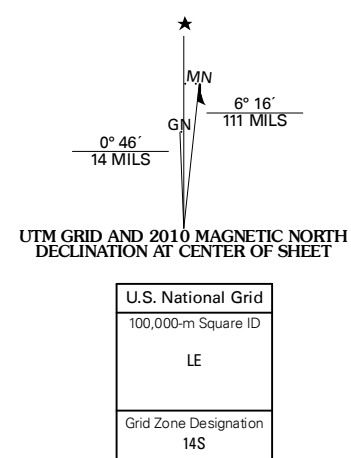 MN
6° 16´
111 MILS
GN
0° 46´
14 MILS
UTM GRID AND 2010 MAGNETIC NORTH
DECLINATION AT CENTER OF SHEET
U.S. National Grid
100,000-m Square ID
LE
Grid Zone Designation
14S